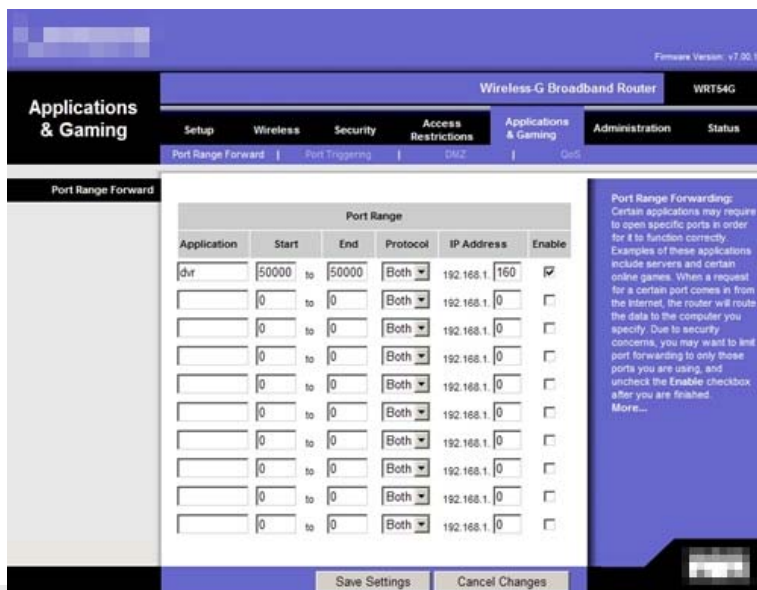 Firmware Version: v7.00.1
Wireless-G Broadband Router WRT54G
Applications
& Gaming
Setup Wireless Security Access Restrictions Applications & Gaming Administration Status
Port Range Forward | Port Triggering | DMZ | QoS
Port Range Forward
Port Range
Application Start End Protocol IP Address Enable
dvr 50000 to 50000 Both 192.168.1. 160
0 to 0 Both 192.168.1. 0
0 to 0 Both 192.168.1. 0
0 to 0 Both 192.168.1. 0
0 to 0 Both 192.168.1. 0
0 to 0 Both 192.168.1. 0
0 to 0 Both 192.168.1. 0
0 to 0 Both 192.168.1. 0
0 to 0 Both 192.168.1. 0
0 to 0 Both 192.168.1. 0
Port Range Forwarding:
Certain applications may require
to open specific ports in order
for it to function correctly.
Examples of these applications
include servers and certain
online games. When a request
for a certain port comes in from
the Internet, the router will route
the data to the computer you
specify. Due to security
concerns, you may want to limit
port forwarding to only those
ports you are using, and
uncheck the Enable checkbox
after you are finished.
More...
Save Settings Cancel Changes